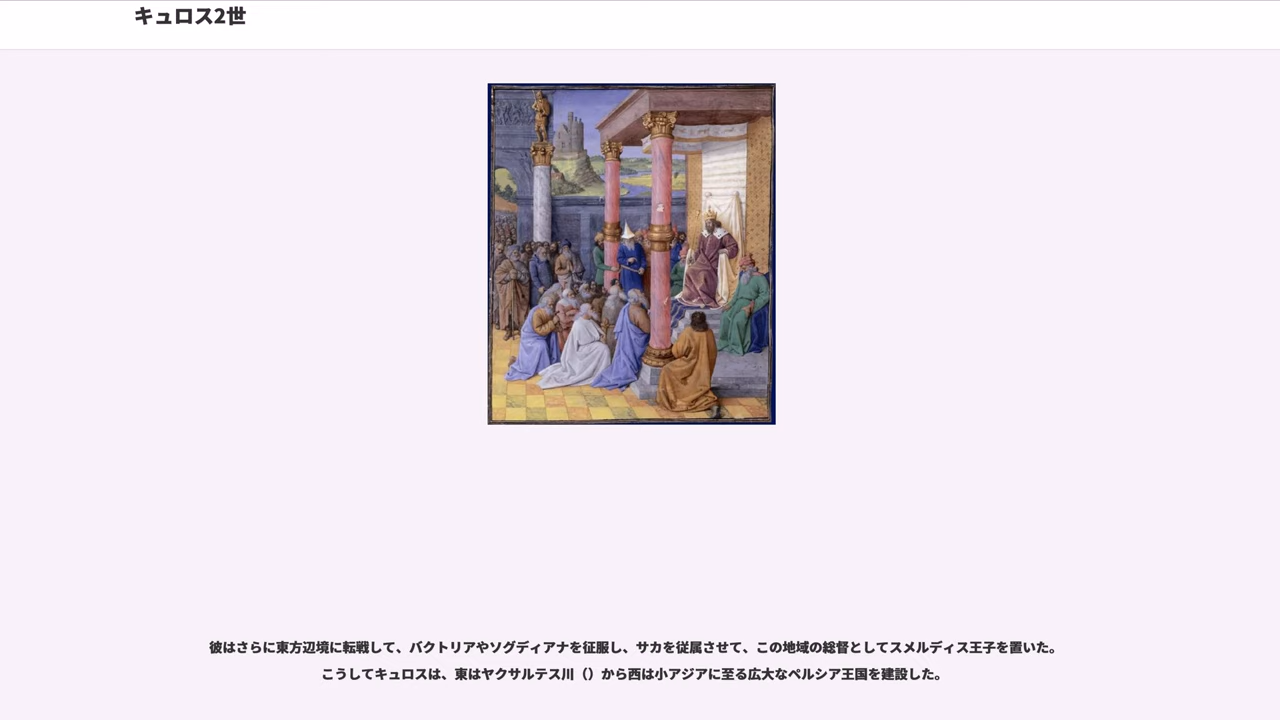 キュロス2世
彼はさらに東方辺境に転戦して、バクトリアやソグディアナを征服し、サカを従属させて、この地域の総督としてスメルディス王子を置いた。
こうしてキュロスは、東はヤクサルテス川（）から西は小アジアに至る広大なペルシア王国を建設した。